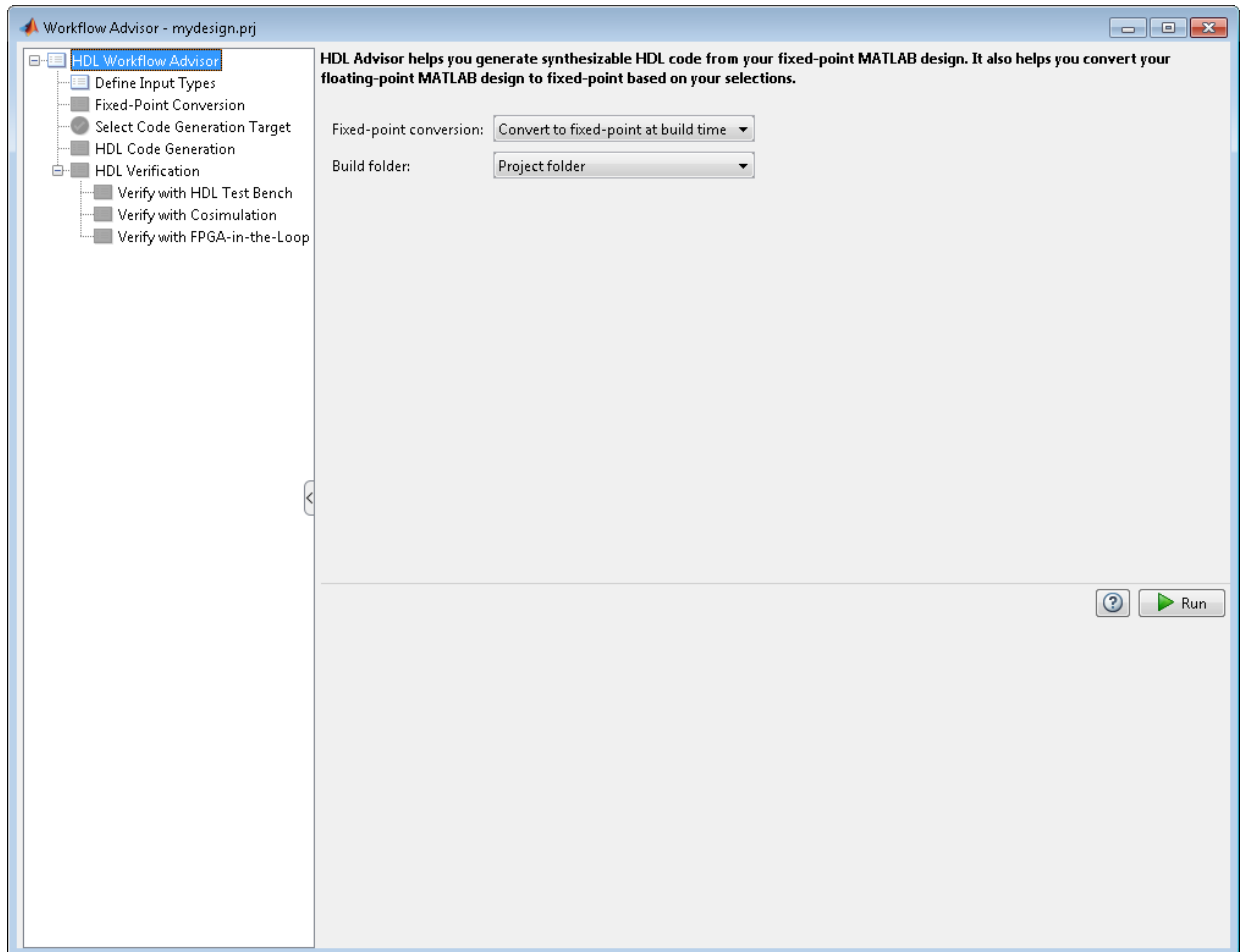 Workflow Advisor - mydesign.prj
HDL Workflow Advisor
Define Input Types
Fixed-Point Conversion
Select Code Generation Target
HDL Code Generation
HDL Verification
Verify with HDL Test Bench
Verify with Cosimulation
Verify with FPGA-in-the-Loop
HDL Advisor helps you generate synthesizable HDL code from your fixed-point MATLAB design. It also helps you convert your
floating-point MATLAB design to fixed-point based on your selections.
Fixed-point conversion: Convert to fixed-point at build time
Build folder: Project folder
Run